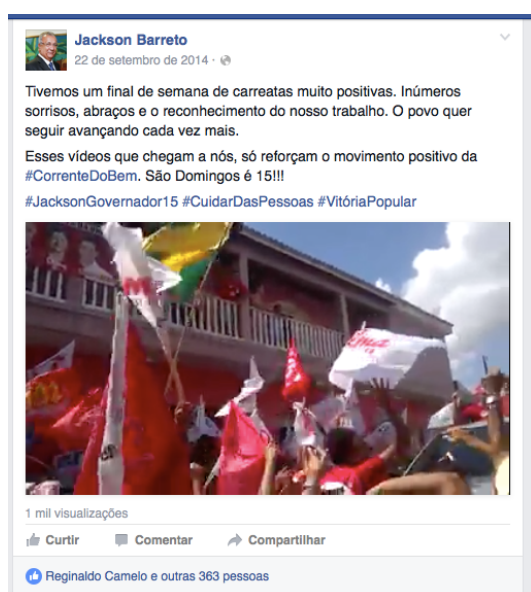 Jackson Barreto
22 de setembro de 2014 ·
Tivemos um final de semana de carreatas muito positivas. Inúmeros
sorrisos, abraços e o reconhecimento do nosso trabalho. O povo quer
seguir avançando cada vez mais.
Esses vídeos que chegam a nós, só reforçam o movimento positivo da
#CorrenteDoBem. São Domingos é 15!!!
#JacksonGovernador15 #CuidarDasPessoas #VitóriaPopular
1 mil visualizações
Curtir Comentar Compartilhar
Reginaldo Camelo e outras 363 pessoas